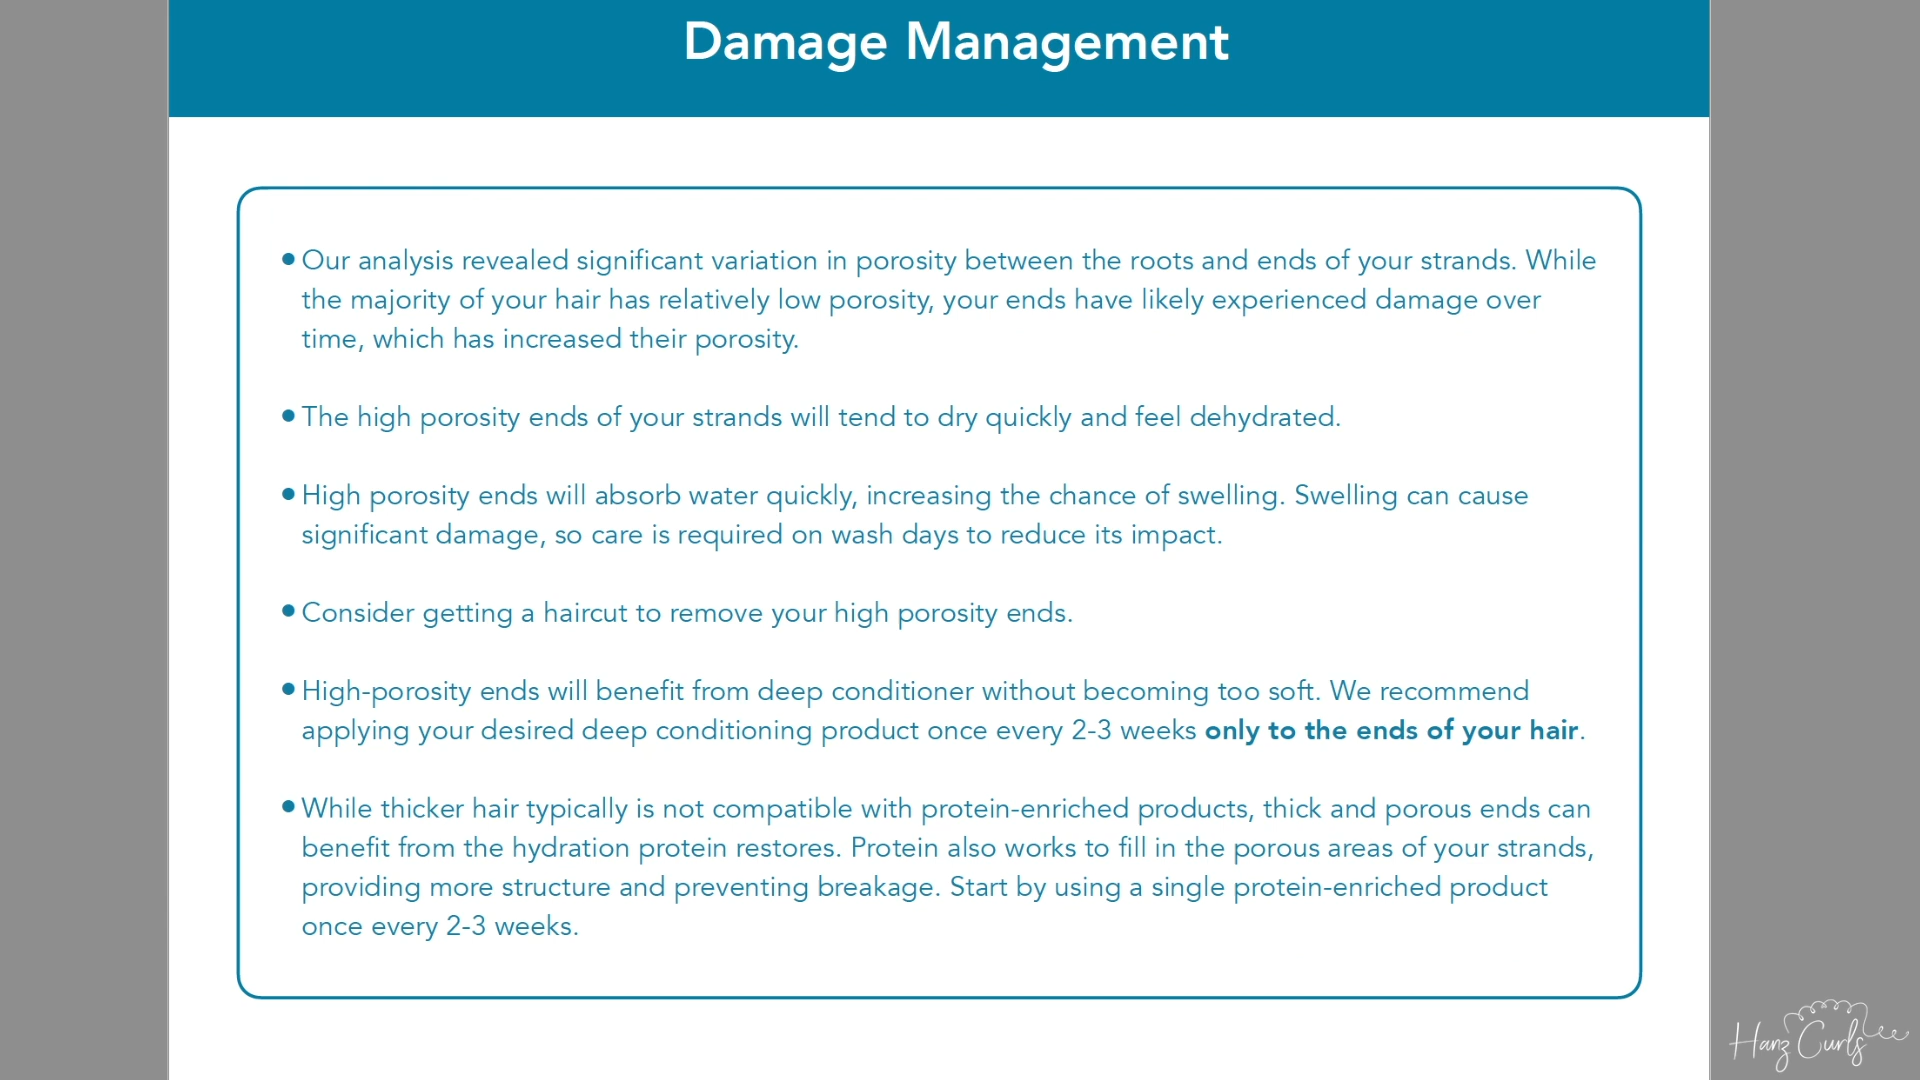 Damage Management
• Our analysis revealed significant variation in porosity between the roots and ends of your strands. While
the majority of your hair has relatively low porosity, your ends have likely experienced damage over
time, which has increased their porosity.
• The high porosity ends of your strands will tend to dry quickly and feel dehydrated.
• High porosity ends will absorb water quickly, increasing the chance of swelling. Swelling can cause
significant damage, so care is required on wash days to reduce its impact.
• Consider getting a haircut to remove your high porosity ends.
• High-porosity ends will benefit from deep conditioner without becoming too soft. We recommend
applying your desired deep conditioning product once every 2-3 weeks only to the ends of your hair.
• While thicker hair typically is not compatible with protein-enriched products, thick and porous ends can
benefit from the hydration protein restores. Protein also works to fill in the porous areas of your strands,
providing more structure and preventing breakage. Start by using a single protein-enriched product
once every 2-3 weeks.
Hanz Curls